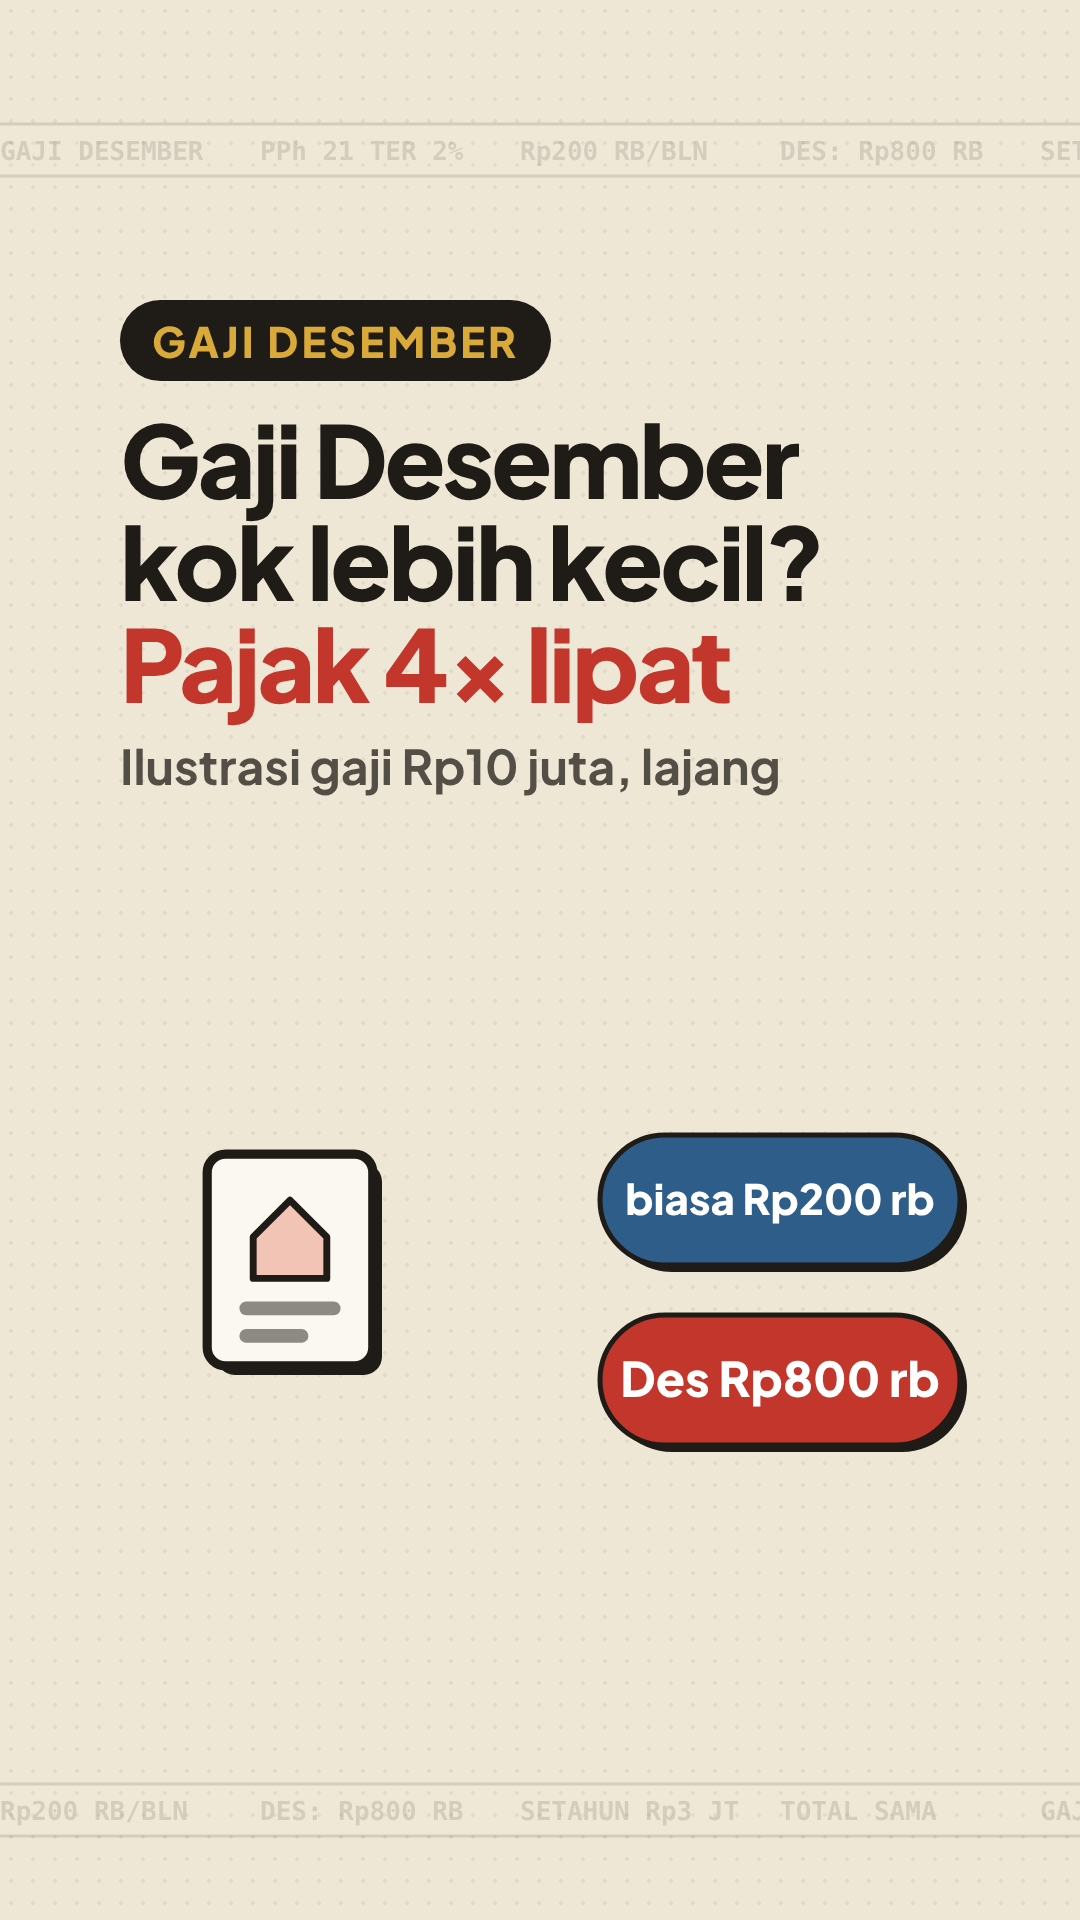 GAJI DESEMBER PPh 21 TER 2% Rp200 RB/BLN DES: Rp800 RB SET
GAJI DESEMBER
Gaji Desember
kok lebih kecil?
Pajak 4× lipat
Ilustrasi gaji Rp10 juta, lajang
biasa Rp200 rb
Des Rp800 rb
Rp200 RB/BLN DES: Rp800 RB SETAHUN Rp3 JT TOTAL SAMA GAJ